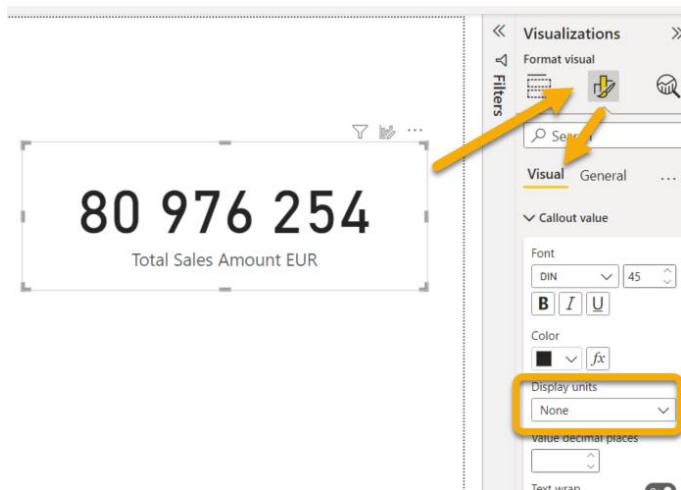 80 976 254
Total Sales Amount EUR
Filters
Visualizations
Format visual
Visual General
Callout value
Font
DIN 45
B I U
Color
fx
Display units
None
Value decimal places
Text wrap